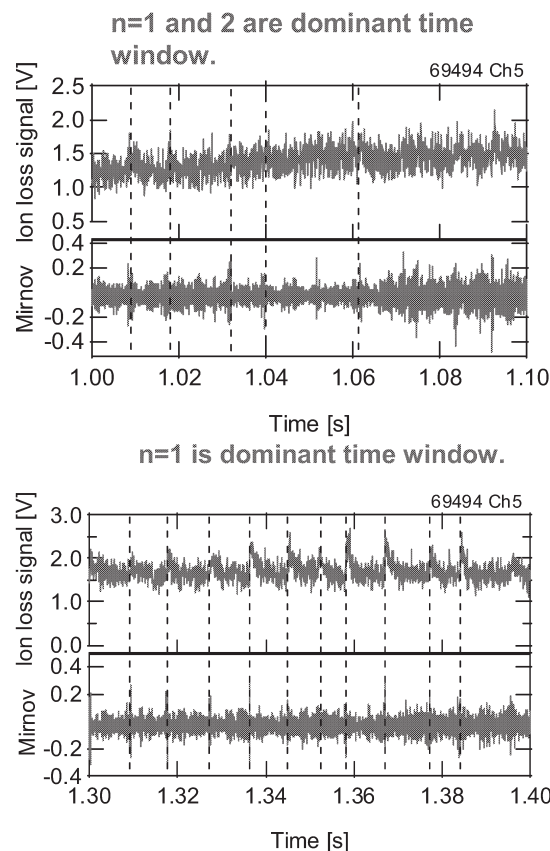 n=1 and 2 are dominant time
window.
69494 Ch5
Ion loss signal [V]
2.5
2.0
1.5
1.0
0.5
Mirnov
0.4
0.2
-0.2
-0.4
1.00 1.02 1.04 1.06 1.08 1.10
Time [s]
n=1 is dominant time window.
69494 Ch5
Ion loss signal [V]
3.0
2.0
1.0
0.0
Mirnov
0.4
0.2
-0.2
-0.4
1.30 1.32 1.34 1.36 1.38 1.40
Time [s]